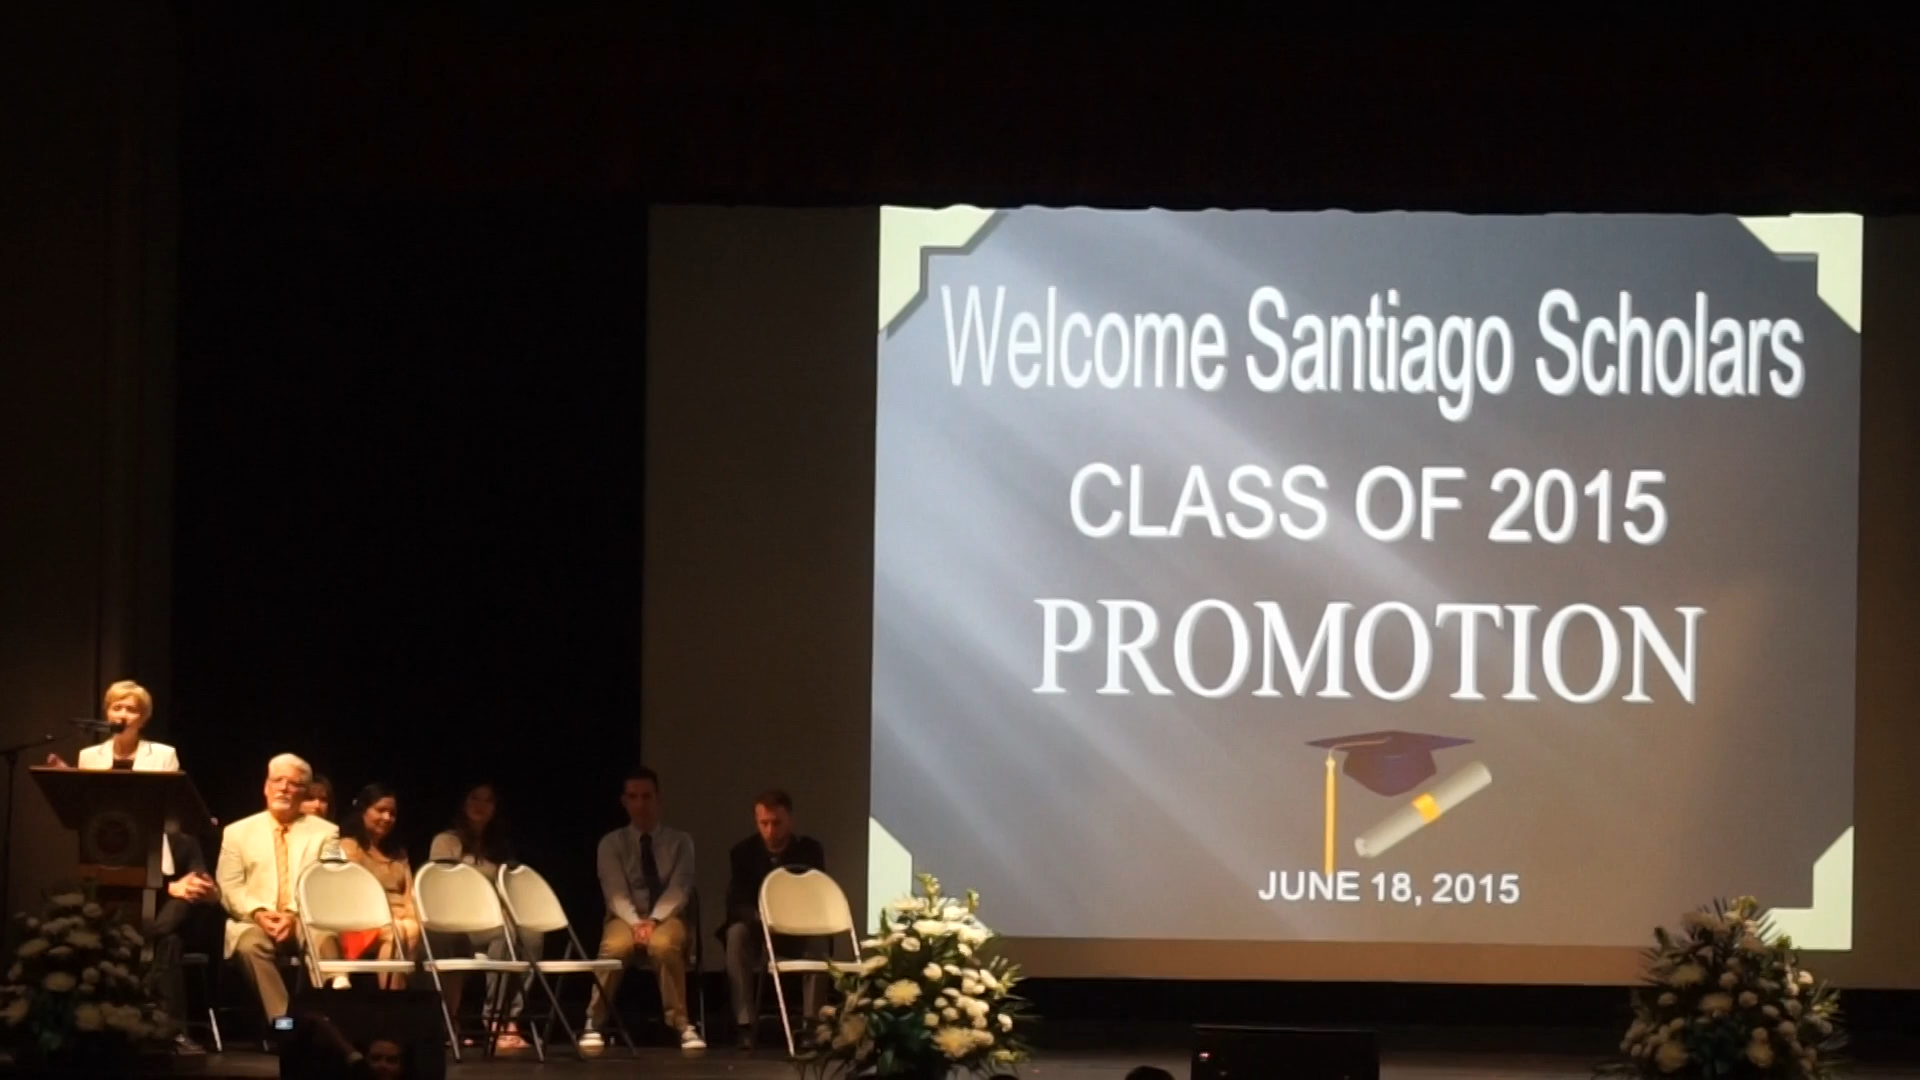 Welcome Santiago Scholars
CLASS OF 2015
PROMOTION
JUNE 18, 2015